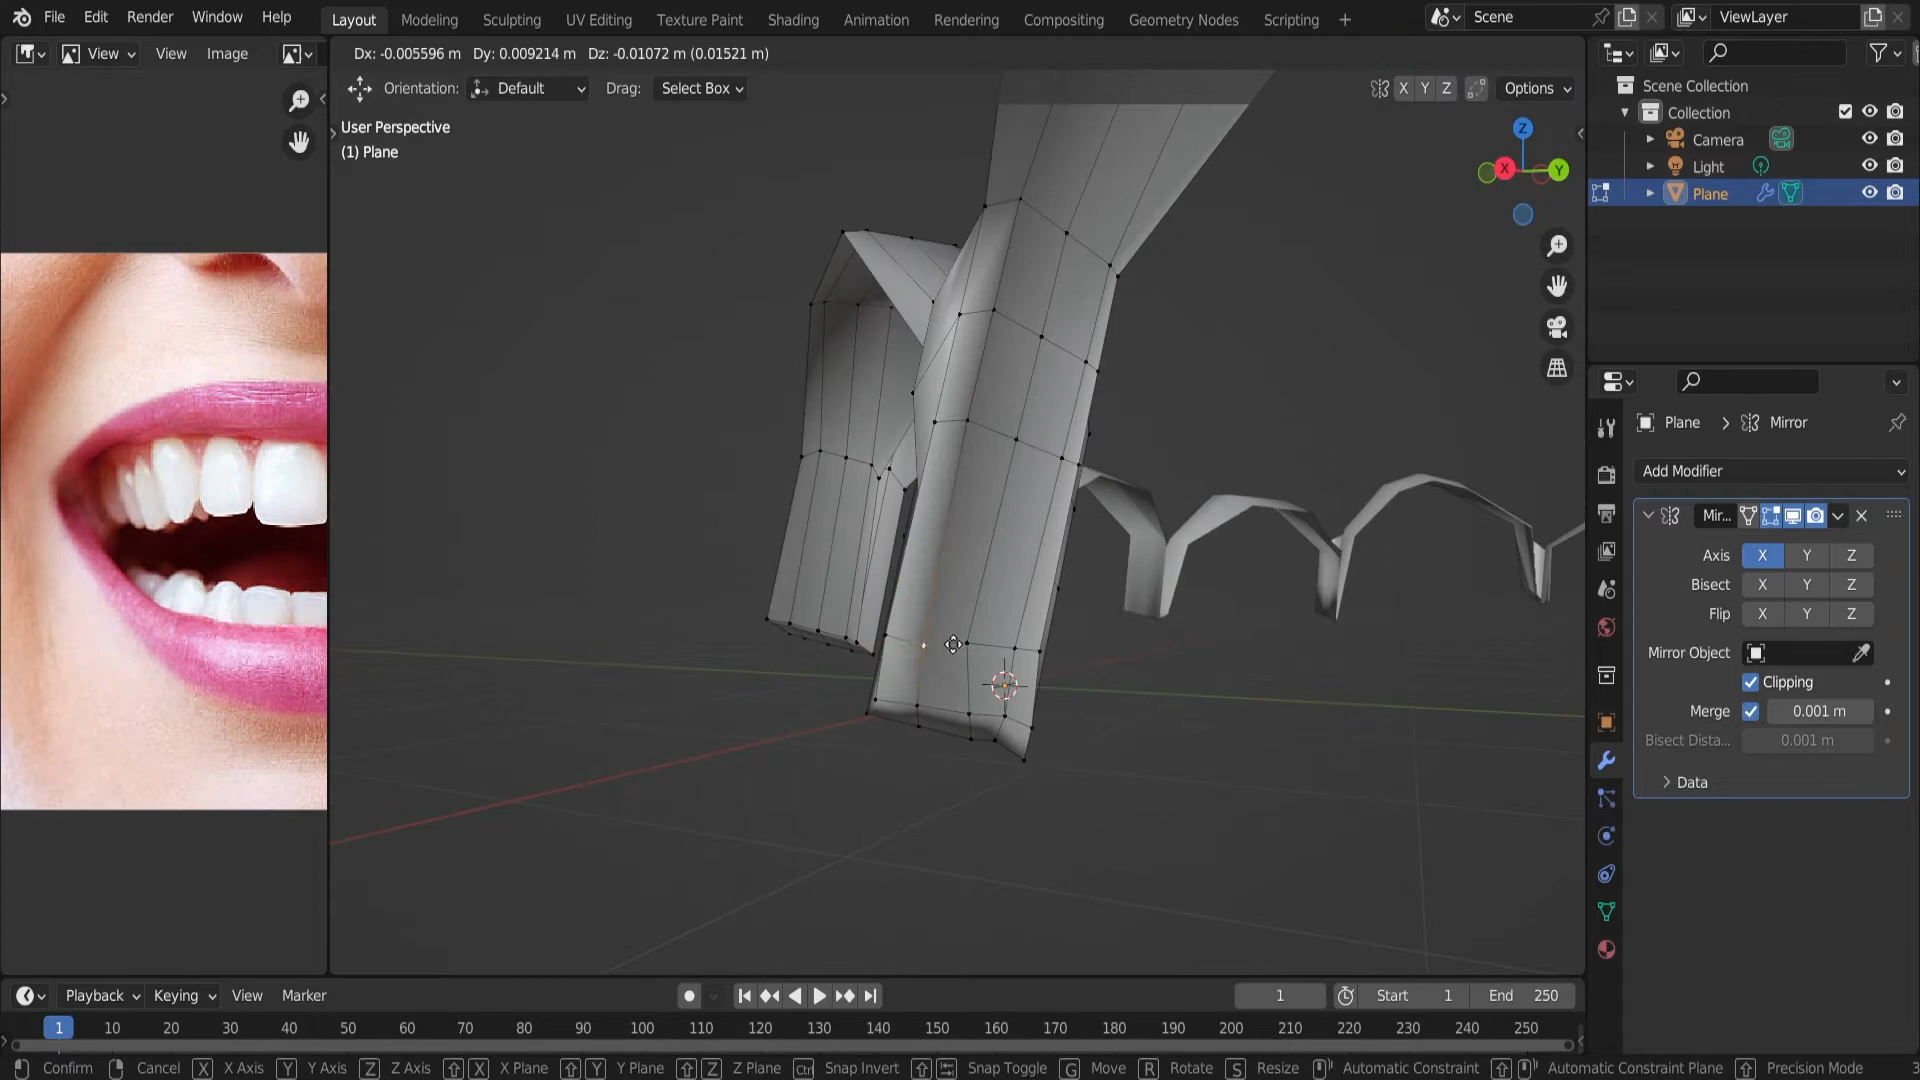 File Edit Render Window Help Layout Modeling Sculpting UV Editing Texture Paint Shading Animation Rendering Compositing Geometry Nodes Scripting + Scene ViewLayer
View View Image Dx: -0.005596 m Dy: 0.009214 m Dz: -0.01072 m (0.01521 m)
Orientation: Default Drag: Select Box X Y Z Options
User Perspective
(1) Plane
Z
X Y
Scene Collection
Collection
Camera
Light
Plane
Plane > Mirror
Add Modifier
Mir...
Axis X Y Z
Bisect X Y Z
Flip X Y Z
Mirror Object
Clipping
Merge 0.001 m
Bisect Dista... 0.001 m
Data
Playback Keying View Marker 1 Start 1 End 250
1 10 20 30 40 50 60 70 80 90 100 110 120 130 140 150 160 170 180 190 200 210 220 230 240 250
Confirm Cancel X X Axis Y Y Axis Z Z Axis X X Plane Y Y Plane Z Z Plane Ctrl Snap Invert Snap Toggle G Move R Rotate S Resize Automatic Constraint Automatic Constraint Plane Precision Mode